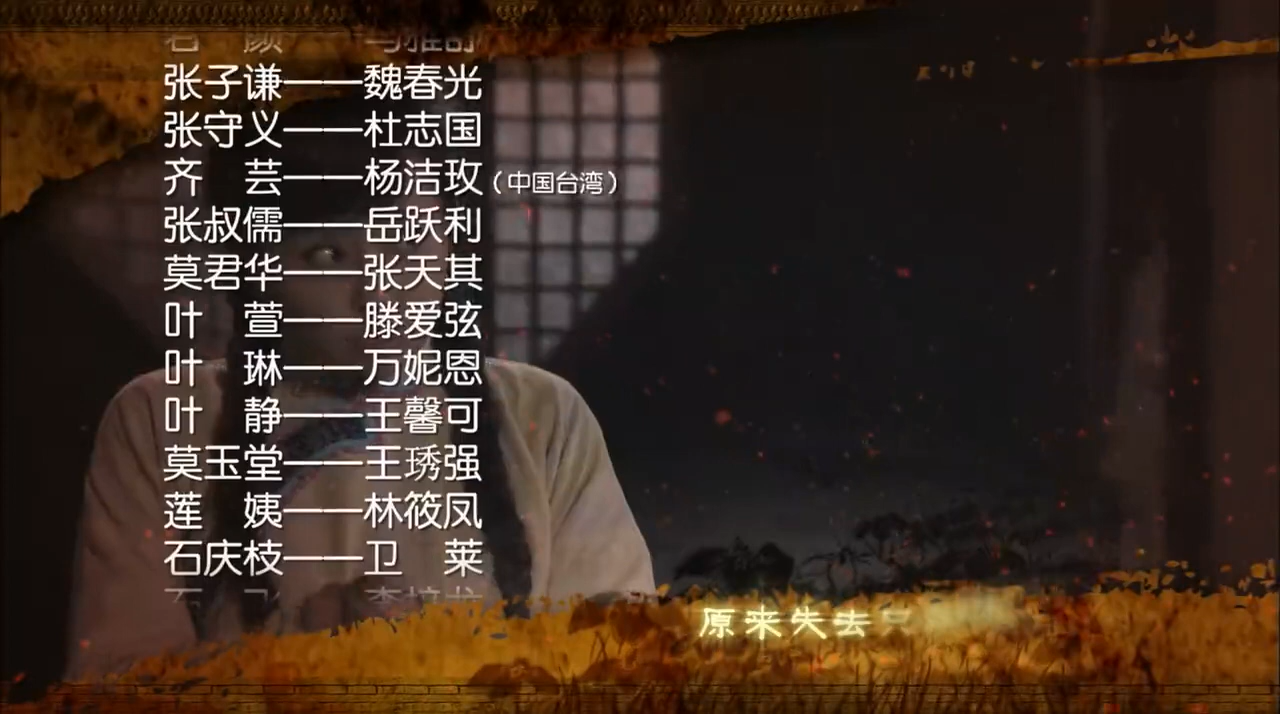 张子谦——魏春光
张守义——杜志国
齐　芸——杨洁玫（中国台湾）
张叔儒——岳跃利
莫君华——张天其
叶　萱——滕爱弦
叶　琳——万妮恩
叶　静——王馨可
莫玉堂——王琇强
莲　姨——林筱凤
石庆枝——卫　莱
原来失去